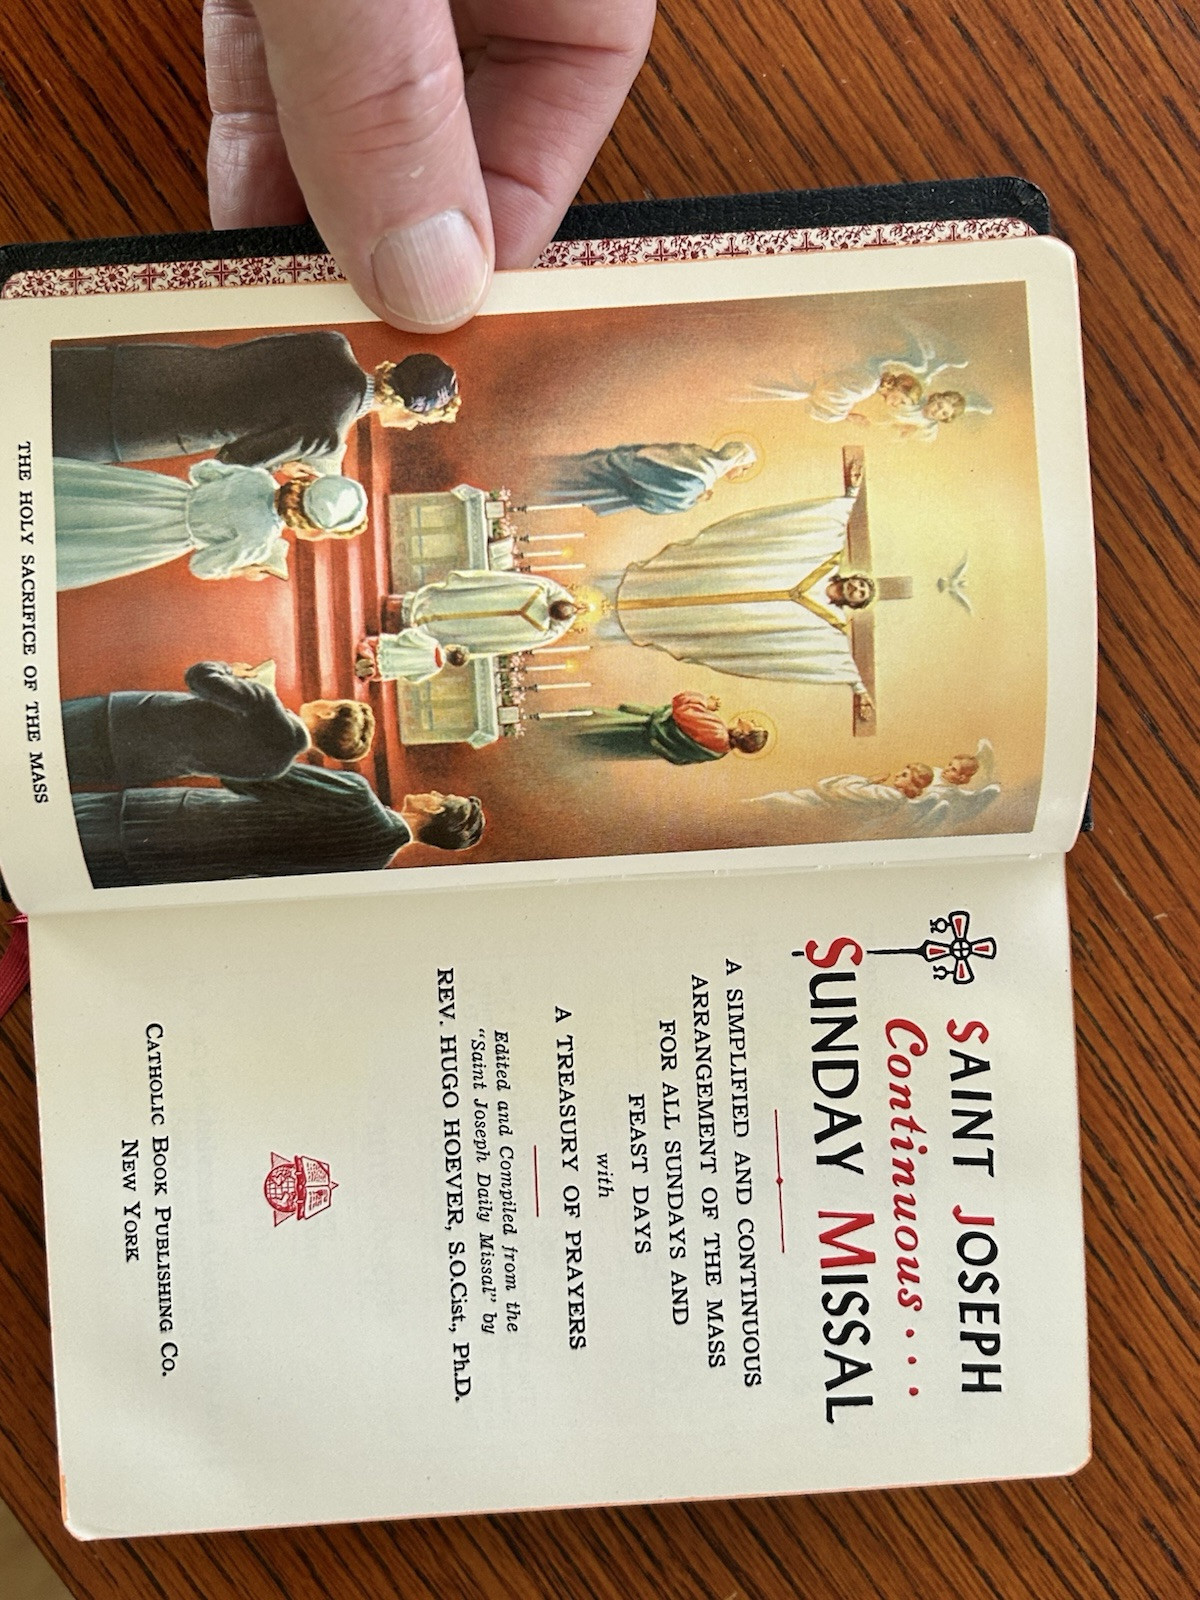 THE HOLY SACRIFICE OF THE MASS
SAINT JOSEPH
Continuous...
SUNDAY MISSAL
A SIMPLIFIED AND CONTINUOUS
ARRANGEMENT OF THE MASS
FOR ALL SUNDAYS AND
FEAST DAYS
with
A TREASURY OF PRAYERS
Edited and Compiled from the
"Saint Joseph Daily Missal" by
REV. HUGO HOEVER, S.O.Cist., Ph.D.
CATHOLIC BOOK PUBLISHING CO.
NEW YORK